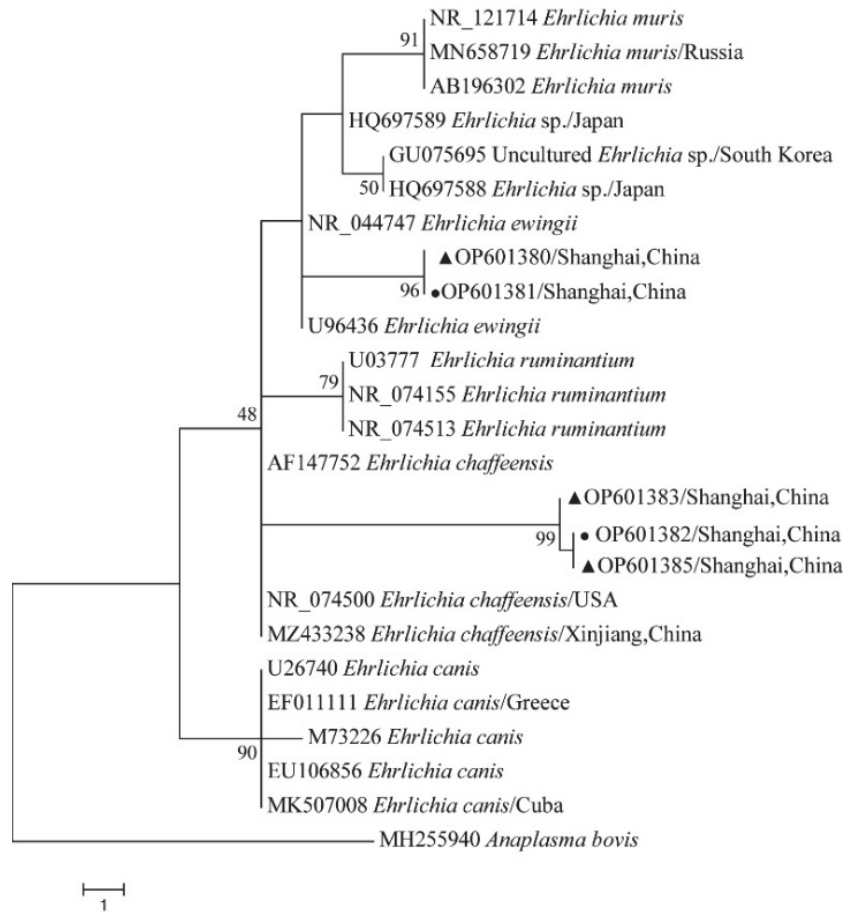 NR_121714 Ehrlichia muris
91
MN658719 Ehrlichia muris/Russia
AB196302 Ehrlichia muris
HQ697589 Ehrlichia sp./Japan
GU075695 Uncultured Ehrlichia sp./South Korea
50
HQ697588 Ehrlichia sp./Japan
NR_044747 Ehrlichia ewingii
▲OP601380/Shanghai,China
96
●OP601381/Shanghai,China
U96436 Ehrlichia ewingii
U03777 Ehrlichia ruminantium
79
NR_074155 Ehrlichia ruminantium
48
NR_074513 Ehrlichia ruminantium
AF147752 Ehrlichia chaffeensis
▲OP601383/Shanghai,China
99
● OP601382/Shanghai,China
▲OP601385/Shanghai,China
NR_074500 Ehrlichia chaffeensis/USA
MZ433238 Ehrlichia chaffeensis/Xinjiang,China
U26740 Ehrlichia canis
EF011111 Ehrlichia canis/Greece
M73226 Ehrlichia canis
90
EU106856 Ehrlichia canis
MK507008 Ehrlichia canis/Cuba
MH255940 Anaplasma bovis
1